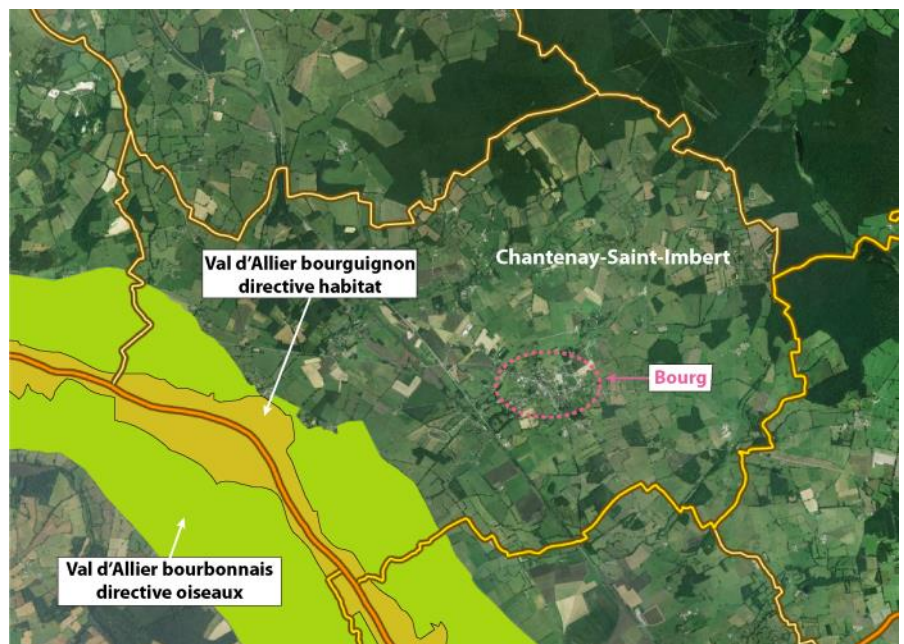 Val d'Allier bourguignon
directive habitat
Chantenay-Saint-Imbert
Bourg
Val d'Allier bourbonnais
directive oiseaux